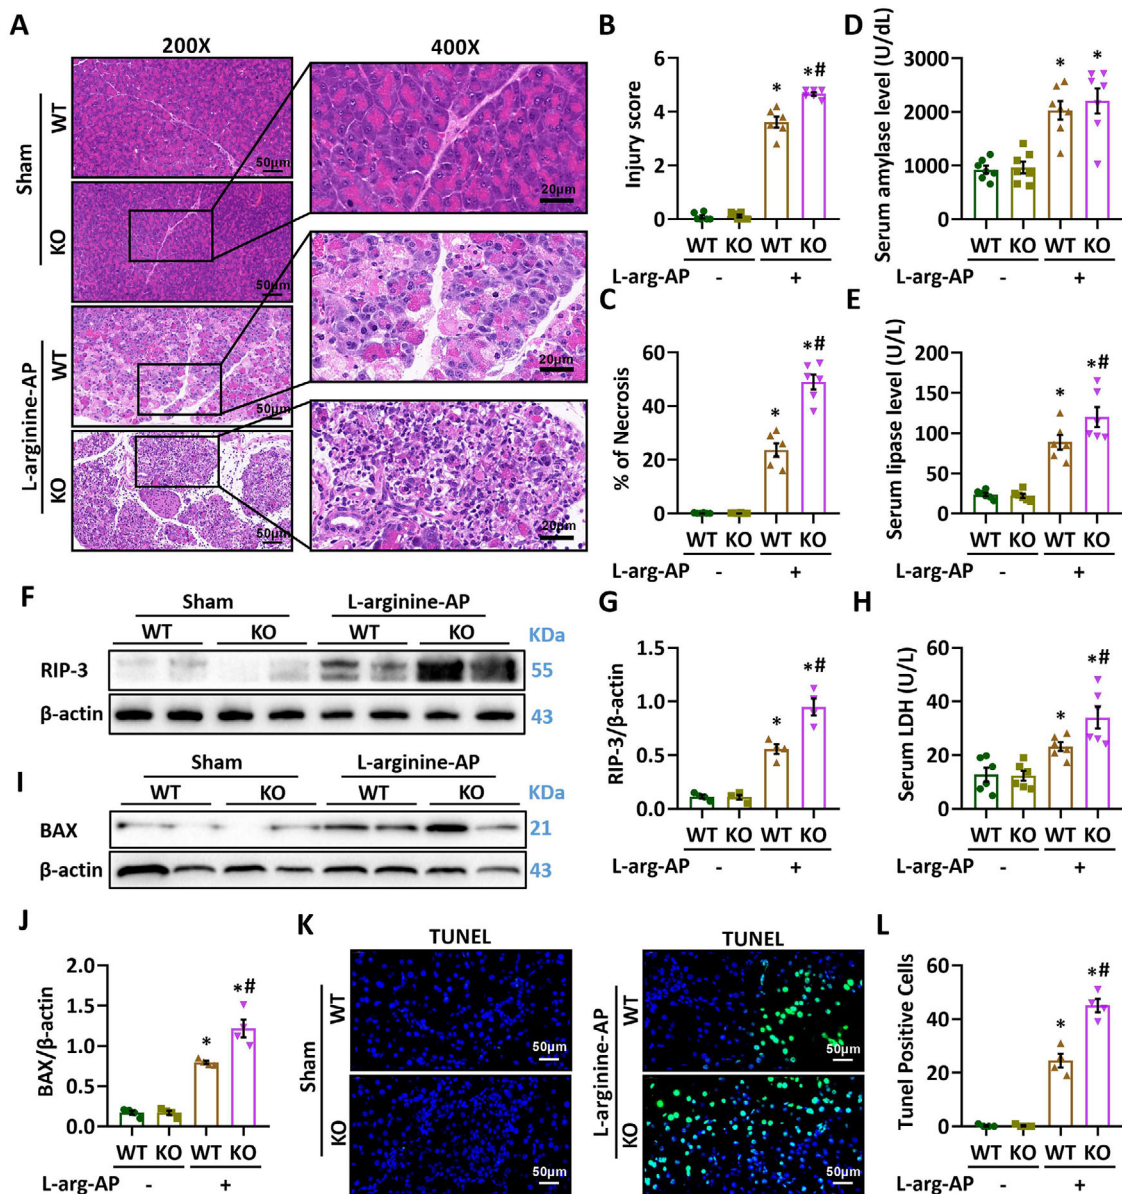 A
200X
400X
Sham
WT
KO
L-arginine-AP
WT
KO
50μm
50μm
50μm
50μm
20μm
20μm
20μm
B
Injury score
6
4
2
0
*
*#
WT KO WT KO
L-arg-AP - +
D
Serum amylase level (U/dL)
3000
2000
1000
0
*
*
WT KO WT KO
L-arg-AP - +
C
% of Necrosis
60
40
20
0
*
*#
WT KO WT KO
L-arg-AP - +
E
Serum lipase level (U/L)
200
150
100
50
0
*
*#
WT KO WT KO
L-arg-AP - +
F
Sham L-arginine-AP
WT KO WT KO KDa
RIP-3 55
β-actin 43
G
RIP-3/β-actin
1.5
1.0
0.5
0.0
*
*#
WT KO WT KO
L-arg-AP - +
H
Serum LDH (U/L)
60
40
20
0
*
*#
WT KO WT KO
L-arg-AP - +
I
Sham L-arginine-AP
WT KO WT KO KDa
BAX 21
β-actin 43
J
BAX/β-actin
2.0
1.5
1.0
0.5
0.0
*
*#
WT KO WT KO
L-arg-AP - +
K
TUNEL
Sham
WT
KO
50μm
50μm
TUNEL
L-arginine-AP
WT
KO
50μm
50μm
L
Tunel Positive Cells
60
40
20
0
*
*#
WT KO WT KO
L-arg-AP - +